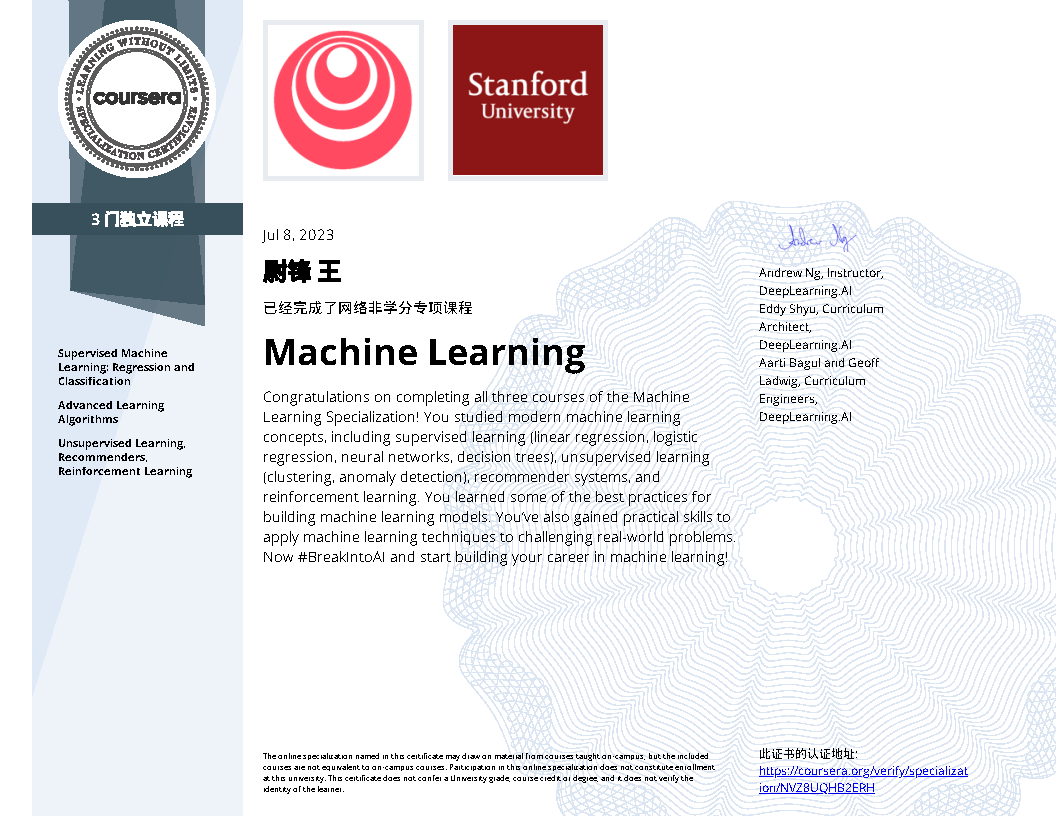 LEARNING WITHOUT LIMITS
coursera
SPECIALIZATION CERTIFICATE
3 门独立课程
Supervised Machine
Learning: Regression and
Classification
Advanced Learning
Algorithms
Unsupervised Learning,
Recommenders,
Reinforcement Learning
Stanford
University
Jul 8, 2023
尉锋 王
已经完成了网络非学分专项课程
Machine Learning
Congratulations on completing all three courses of the Machine
Learning Specialization! You studied modern machine learning
concepts, including supervised learning (linear regression, logistic
regression, neural networks, decision trees), unsupervised learning
(clustering, anomaly detection), recommender systems, and
reinforcement learning. You learned some of the best practices for
building machine learning models. You've also gained practical skills to
apply machine learning techniques to challenging real-world problems.
Now #BreakIntoAI and start building your career in machine learning!
Andrew Ng
Andrew Ng, Instructor,
DeepLearning.AI
Eddy Shyu, Curriculum
Architect,
DeepLearning.AI
Aarti Bagul and Geoff
Ladwig, Curriculum
Engineers,
DeepLearning.AI
The online specialization named in this certificate may draw on material from courses taught on-campus, but the included
courses are not equivalent to on-campus courses. Participation in this online specialization does not constitute enrollment
at this university. This certificate does not confer a University grade, course credit or degree, and it does not verify the
identity of the learner.
此证书的认证地址:
https://coursera.org/verify/specializat
ion/NVZ8UQHB2ERH